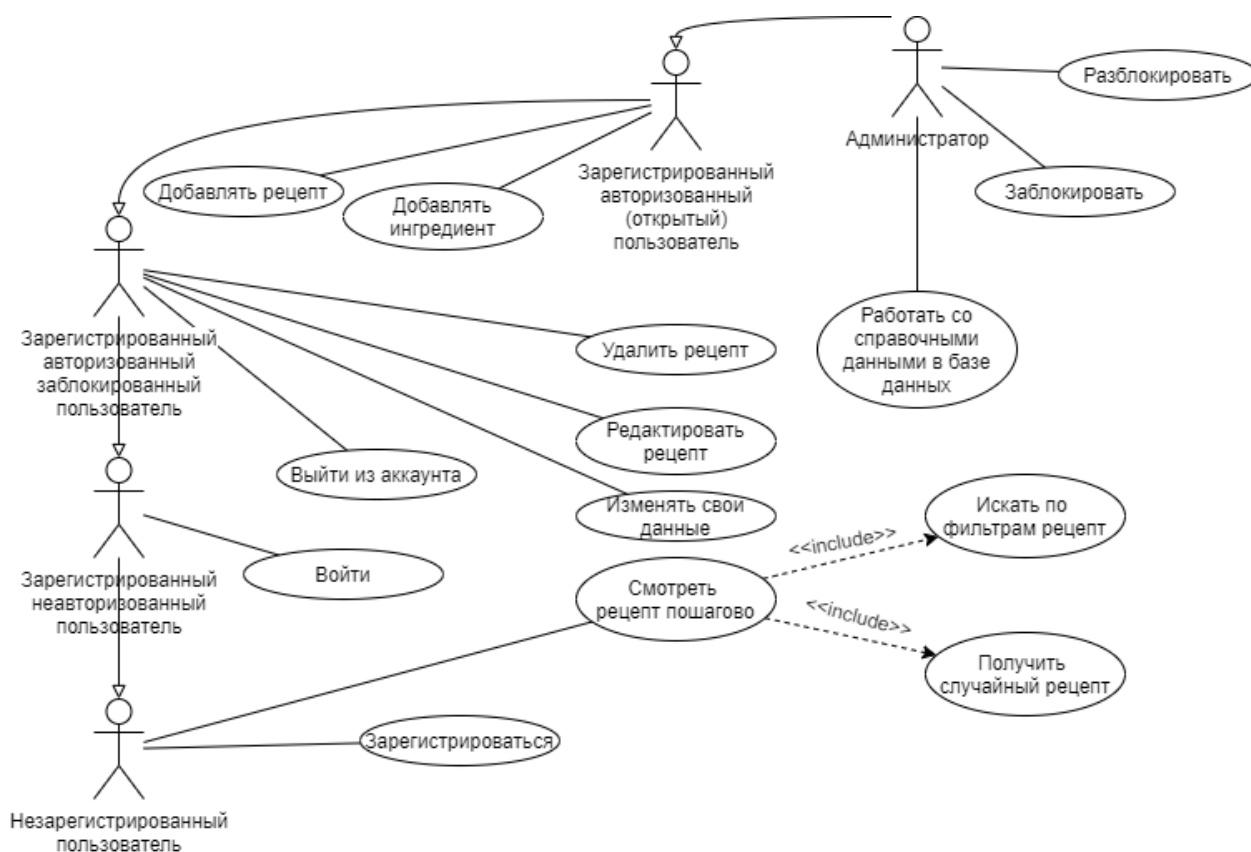 Разблокировать
Администратор
Зарегистрированный
авторизованный
(открытый)
пользователь
Добавлять рецепт
Добавлять
ингредиент
Заблокировать
Работать со
справочными
данными в базе
данных
Зарегистрированный
авторизованный
заблокированный
пользователь
Удалить рецепт
Редактировать
рецепт
Выйти из аккаунта
Изменять свои
данные
Искать по
фильтрам рецепт
<<include>>
Зарегистрированный
неавторизованный
пользователь
Войти
Смотреть
рецепт пошагово
<<include>>
Получить
случайный рецепт
Зарегистрироваться
Незарегистрированный
пользователь